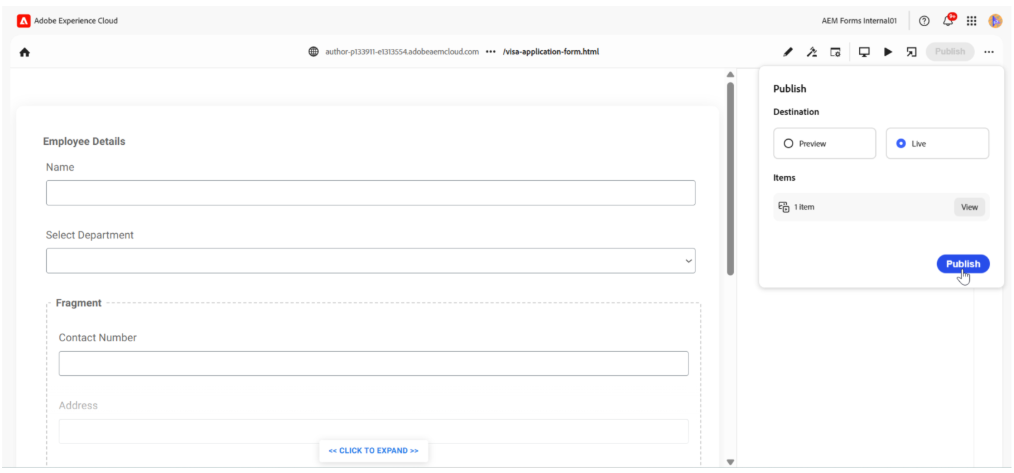 Adobe Experience Cloud
AEM Forms Internal01
9+
author-p133911-e1313554.adobeaemcloud.com ••• /visa-application-form.html
Publish
Publish
Destination
Preview
Live
Items
1 item
View
Publish
Employee Details
Name
Select Department
Fragment
Contact Number
Address
<< CLICK TO EXPAND >>